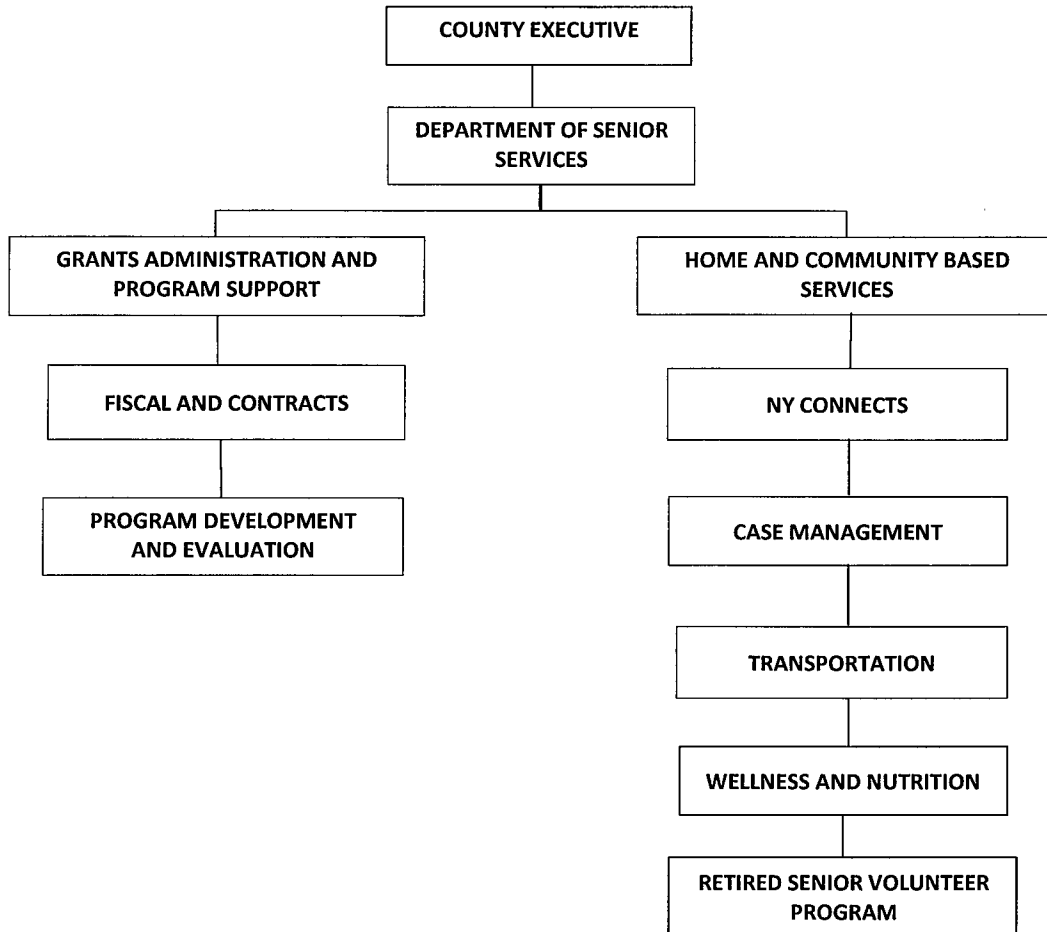 COUNTY EXECUTIVE
DEPARTMENT OF SENIOR
SERVICES
GRANTS ADMINISTRATION AND
PROGRAM SUPPORT
FISCAL AND CONTRACTS
PROGRAM DEVELOPMENT
AND EVALUATION
HOME AND COMMUNITY BASED
SERVICES
NY CONNECTS
CASE MANAGEMENT
TRANSPORTATION
WELLNESS AND NUTRITION
RETIRED SENIOR VOLUNTEER
PROGRAM